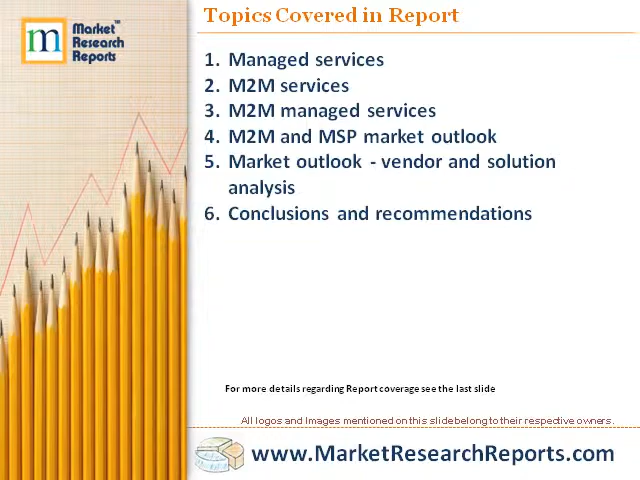 Topics Covered in Report
m
Market™
Research
Reports
1. Managed services
2. M2M services
3. M2M managed services
4. M2M and MSP market outlook
5. Market outlook - vendor and solution
analysis
6. Conclusions and recommendations
For more details regarding Report coverage see the last slide
All logos and Images mentioned on this slide belong to their respective owners.
www.MarketResearchReports.com